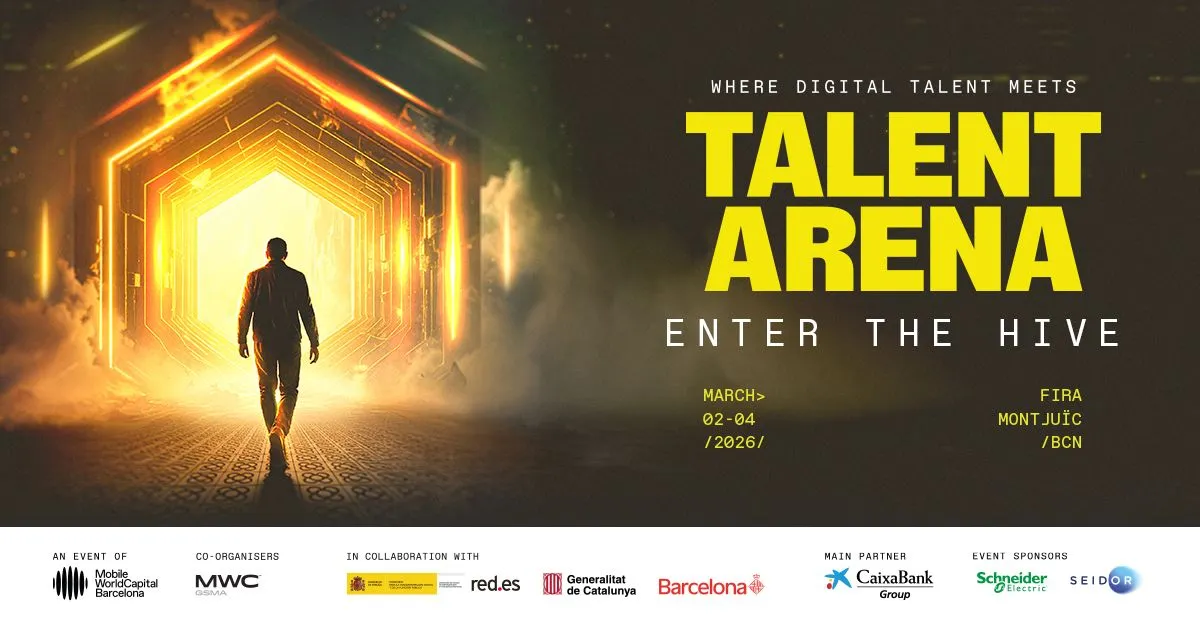 WHERE DIGITAL TALENT MEETS
TALENT
ARENA
ENTER THE HIVE
MARCH>
02-04
/2026/
FIRA
MONTJUÏC
/BCN
AN EVENT OF
Mobile
WorldCapital
Barcelona
CO-ORGANISERS
MWC
GSMA
IN COLLABORATION WITH
red.es
Generalitat
de Catalunya
Barcelona
MAIN PARTNER
CaixaBank
Group
EVENT SPONSORS
Schneider
Electric
SEIDOR